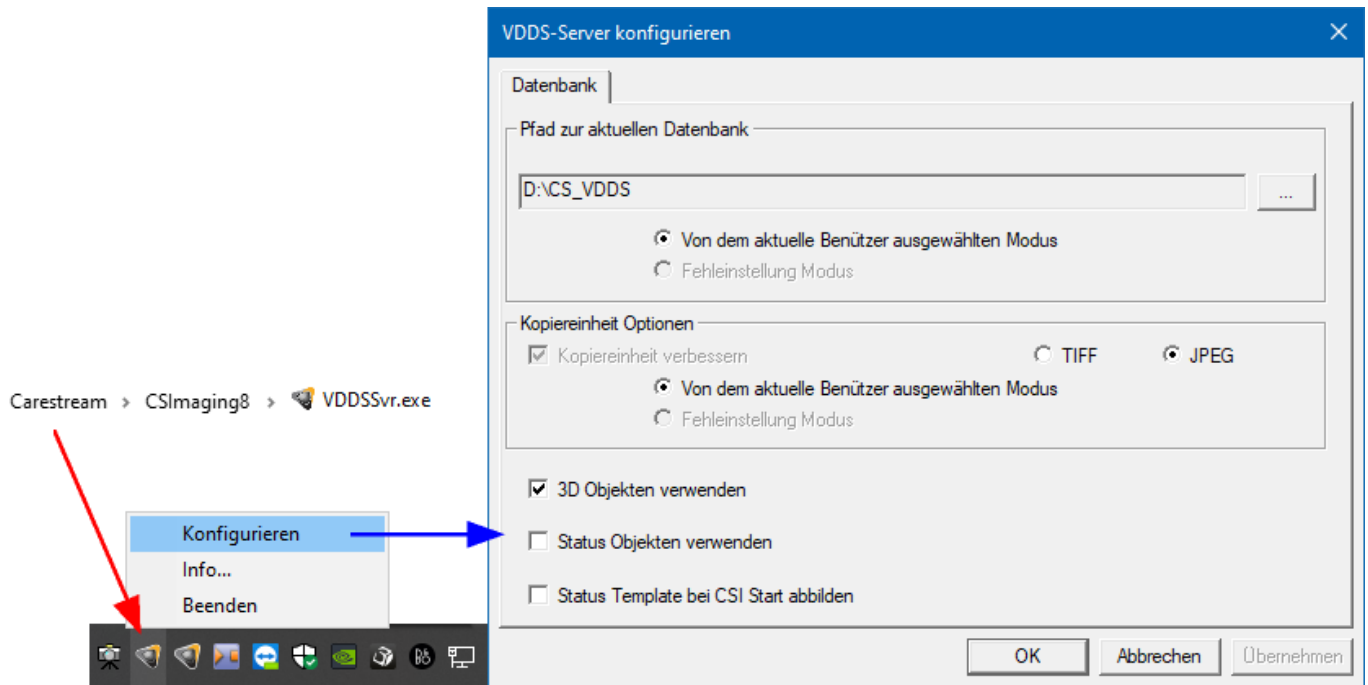 VDDS-Server konfigurieren
Datenbank
Pfad zur aktuellen Datenbank
D:\CS_VDDS
...
Von dem aktuelle Benützer ausgewählten Modus
Fehleinstellung Modus
Kopiereinheit Optionen
Kopiereinheit verbessern TIFF JPEG
Von dem aktuelle Benützer ausgewählten Modus
Fehleinstellung Modus
3D Objekten verwenden
Status Objekten verwenden
Status Template bei CSI Start abbilden
OK Abbrechen Übernehmen
Carestream > CSImaging8 > VDDSSvr.exe
Konfigurieren
Info...
Beenden